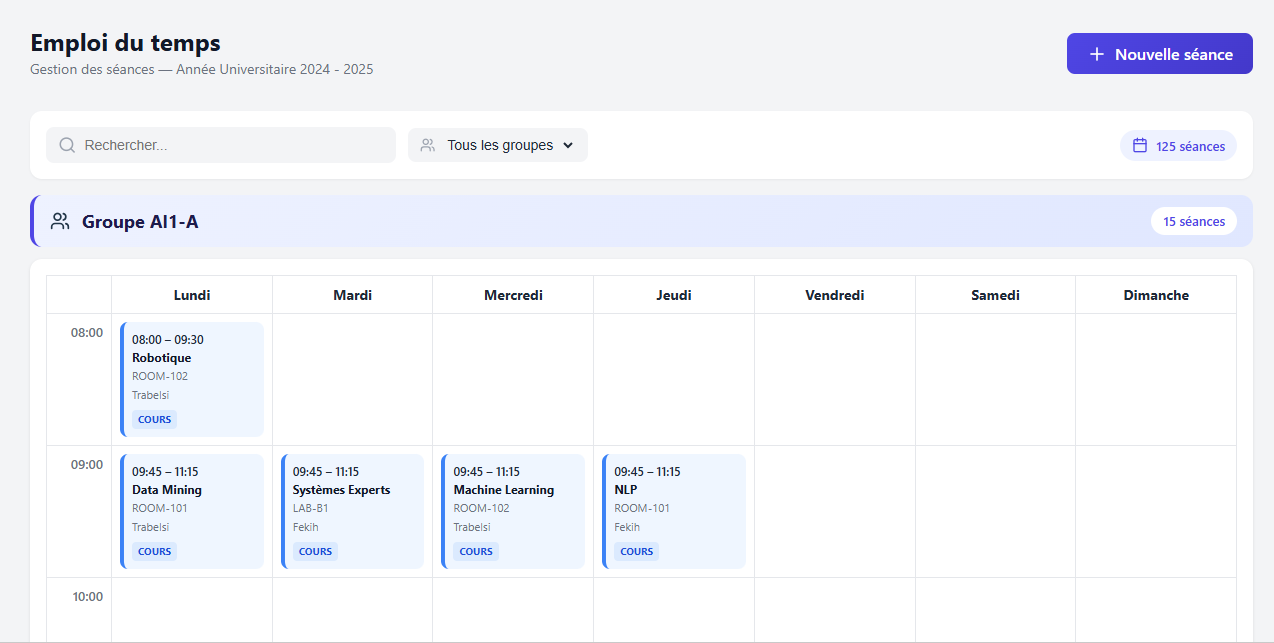 Emploi du temps
Gestion des séances — Année Universitaire 2024 - 2025
Nouvelle séance
Rechercher...
Tous les groupes
125 séances
Groupe AI1-A
15 séances
Lundi Mardi Mercredi Jeudi Vendredi Samedi Dimanche
08:00
08:00 – 09:30
Robotique
ROOM-102
Trabelsi
COURS
09:00
09:45 – 11:15
Data Mining
ROOM-101
Trabelsi
COURS
09:45 – 11:15
Systèmes Experts
LAB-B1
Fekih
COURS
09:45 – 11:15
Machine Learning
ROOM-102
Trabelsi
COURS
09:45 – 11:15
NLP
ROOM-101
Fekih
COURS
10:00